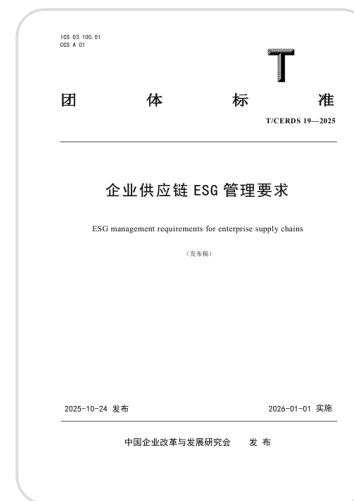 ICS 03.100.01
CCS A 01
T
团体标准
T/CERDS 19—2025
企业供应链 ESG 管理要求
ESG management requirements for enterprise supply chains
（发布稿）
2025-10-24 发布 2026-01-01 实施
中国企业改革与发展研究会 发 布